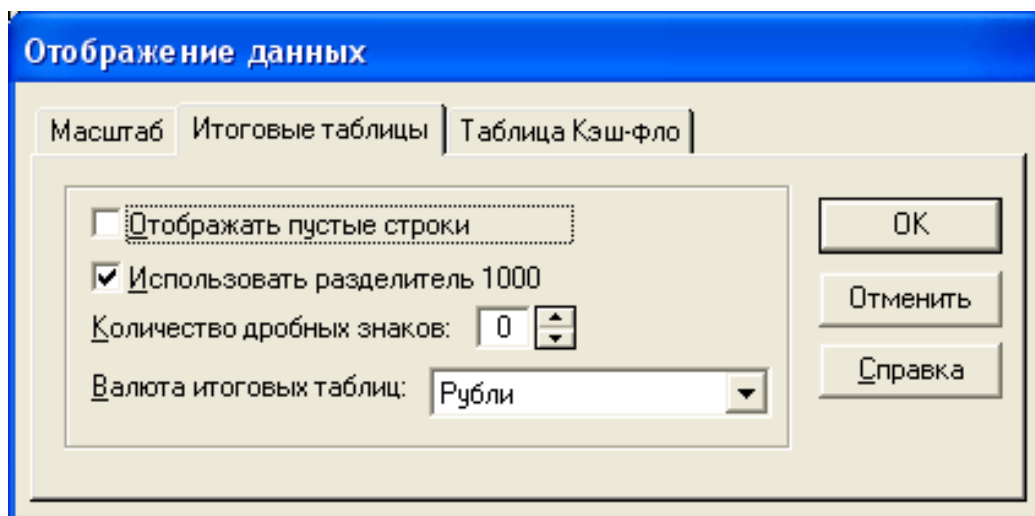 Отображение данных
Масштаб Итоговые таблицы Таблица Кэш-фло
Отображать пустые строки
OK
Использовать разделитель 1000
Отменить
Количество дробных знаков: 0
Справка
Валюта итоговых таблиц: Рубли